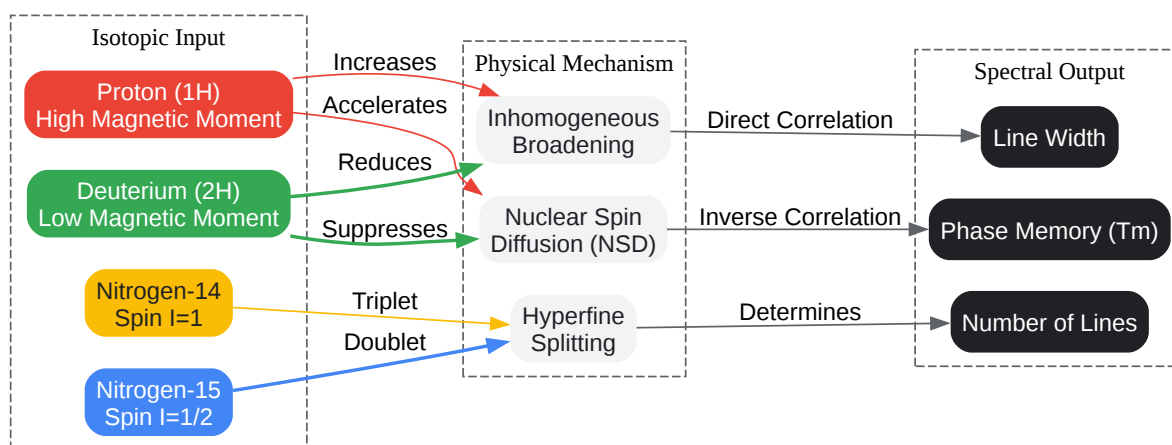 Isotopic Input
Proton (1H)
High Magnetic Moment
Deuterium (2H)
Low Magnetic Moment
Nitrogen-14
Spin I=1
Nitrogen-15
Spin I=1/2
Increases
Accelerates
Reduces
Suppresses
Triplet
Doublet
Physical Mechanism
Inhomogeneous
Broadening
Nuclear Spin
Diffusion (NSD)
Hyperfine
Splitting
Direct Correlation
Inverse Correlation
Determines
Spectral Output
Line Width
Phase Memory (Tm)
Number of Lines